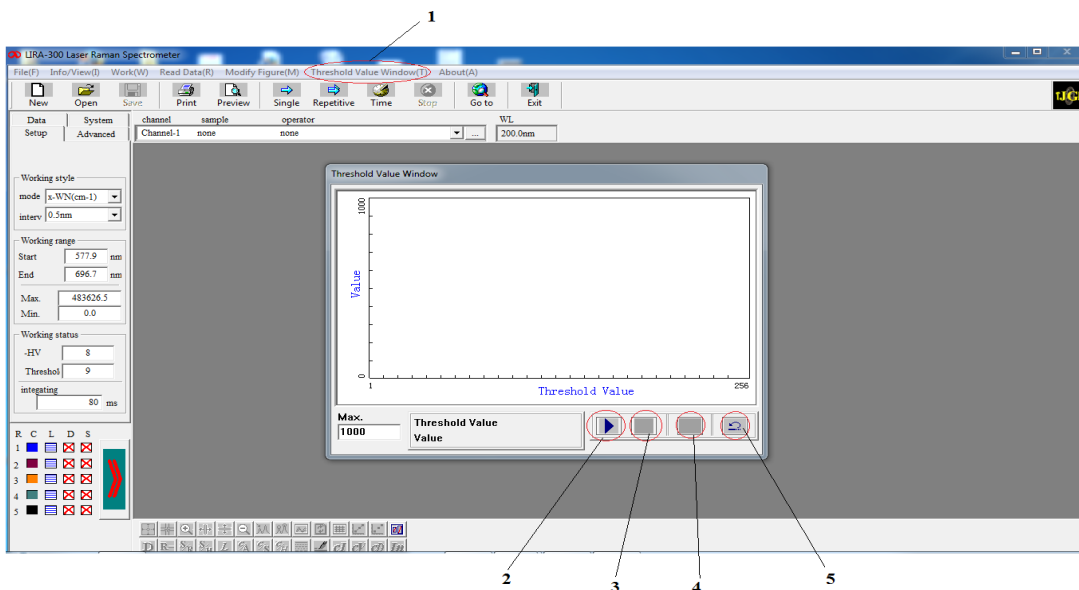 1
LIRA-300 Laser Raman Spectrometer
File(F) Info/View(I) Work(W) Read Data(R) Modify Figure(M) Threshold Value Window(T) About(A)
New Open Save Print Preview Single Repetitive Time Stop Go to Exit
Data System
Setup Advanced
channel sample operator WL
Channel-1 none none ... 200.0nm
Working style
mode x-WN(cm-1)
interv 0.5nm
Working range
Start 577.9 nm
End 696.7 nm
Max. 483626.5
Min. 0.0
Working status
-HV 8
Threshol 9
integating
80 ms
R C L D S
1
2
3
4
5
Threshold Value Window
1000
Value
0
1 256
Threshold Value
Max.
1000
Threshold Value
Value
2 3 4 5